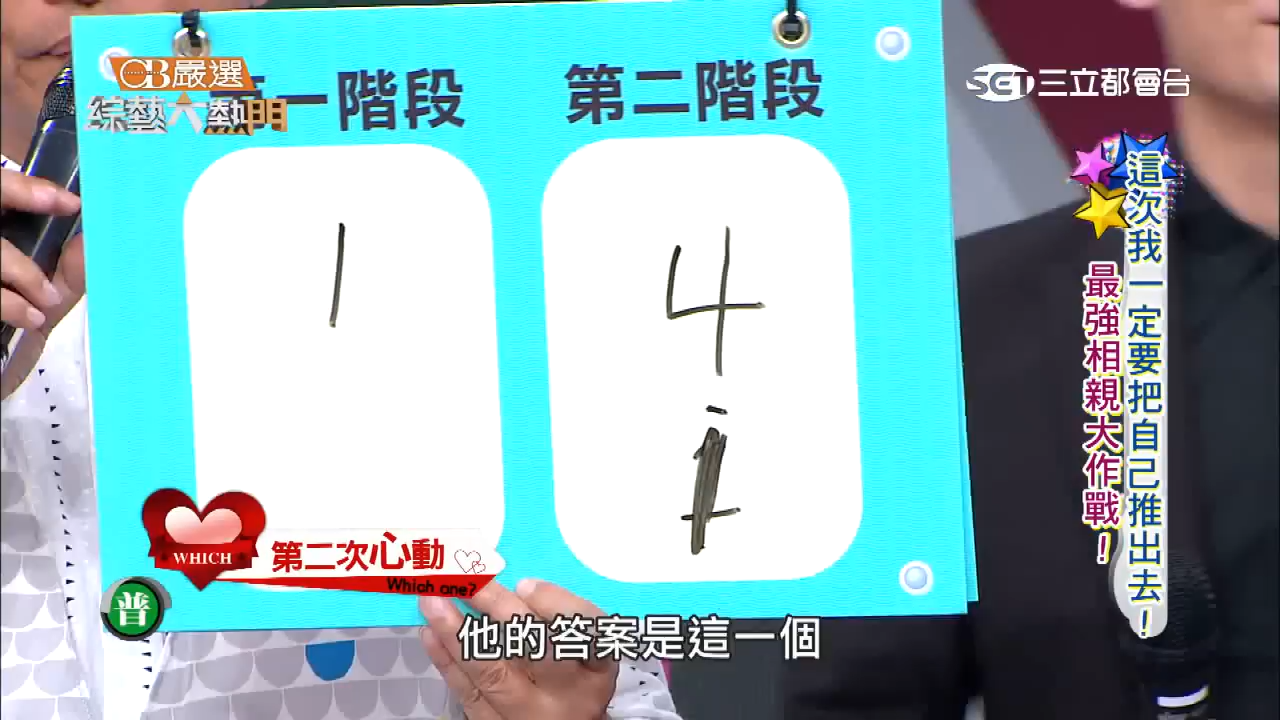 CB嚴選
綜藝大熱門
第一階段
第二階段
SET三立都會台
1
4
這次我一定要把自己推出去！
最強相親大作戰！
WHICH
第二次心動
Which one?
普
他的答案是這一個